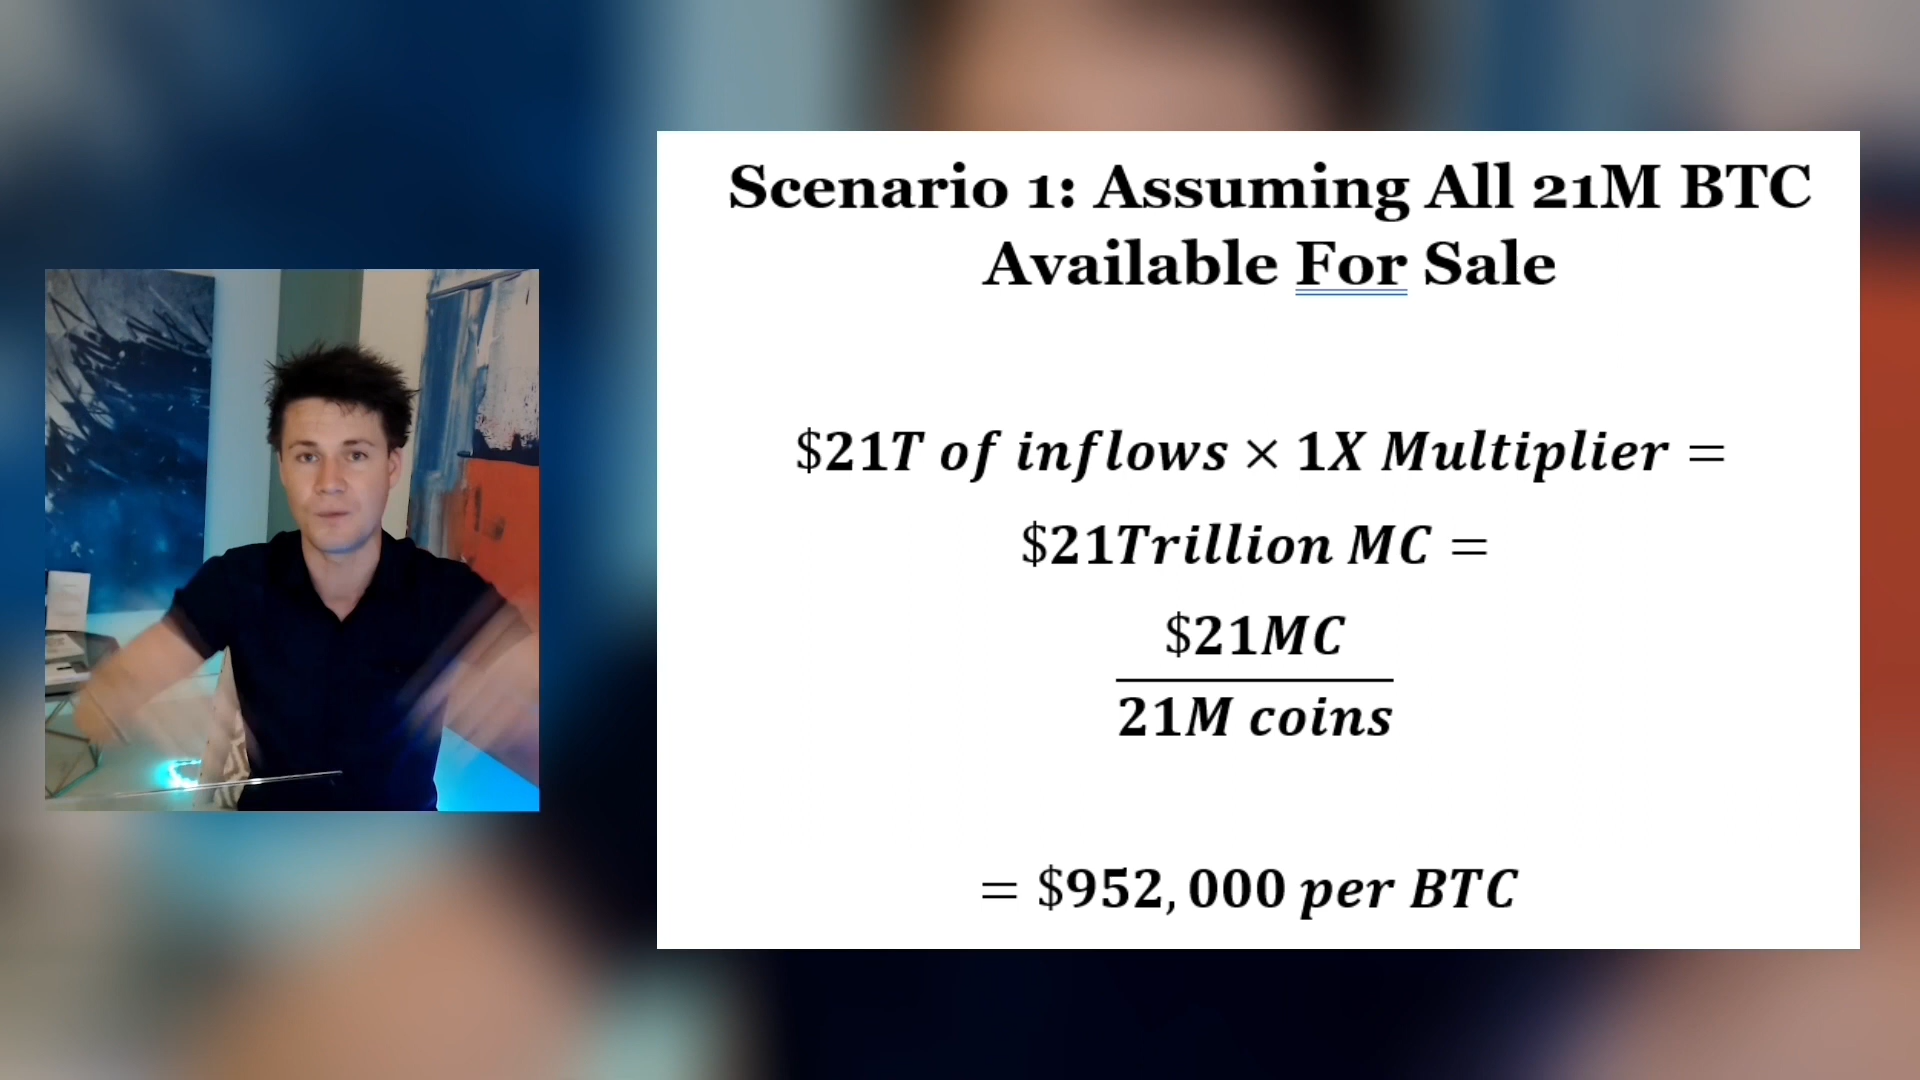 Scenario 1: Assuming All 21M BTC
Available For Sale
$21T of inflows × 1X Multiplier =
$21Trillion MC =
$21MC
21M coins
= $952,000 per BTC